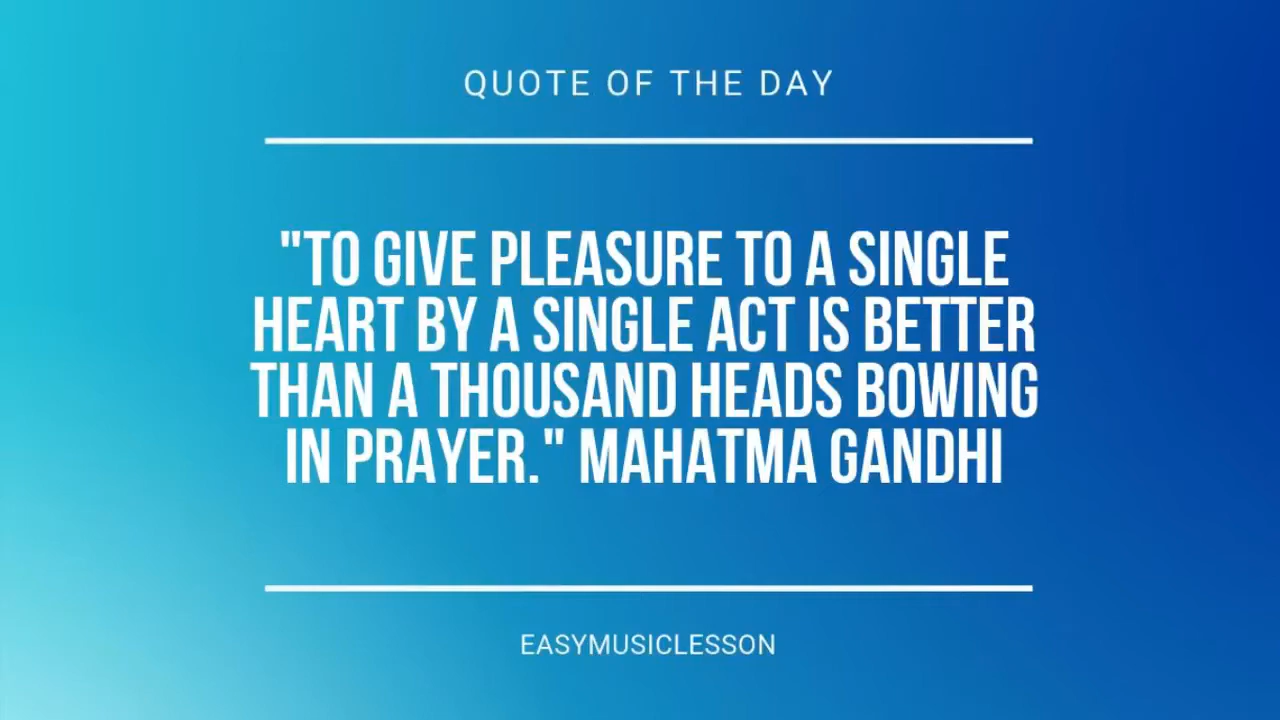 QUOTE OF THE DAY
"TO GIVE PLEASURE TO A SINGLE
HEART BY A SINGLE ACT IS BETTER
THAN A THOUSAND HEADS BOWING
IN PRAYER." MAHATMA GANDHI
EASYMUSICLESSON